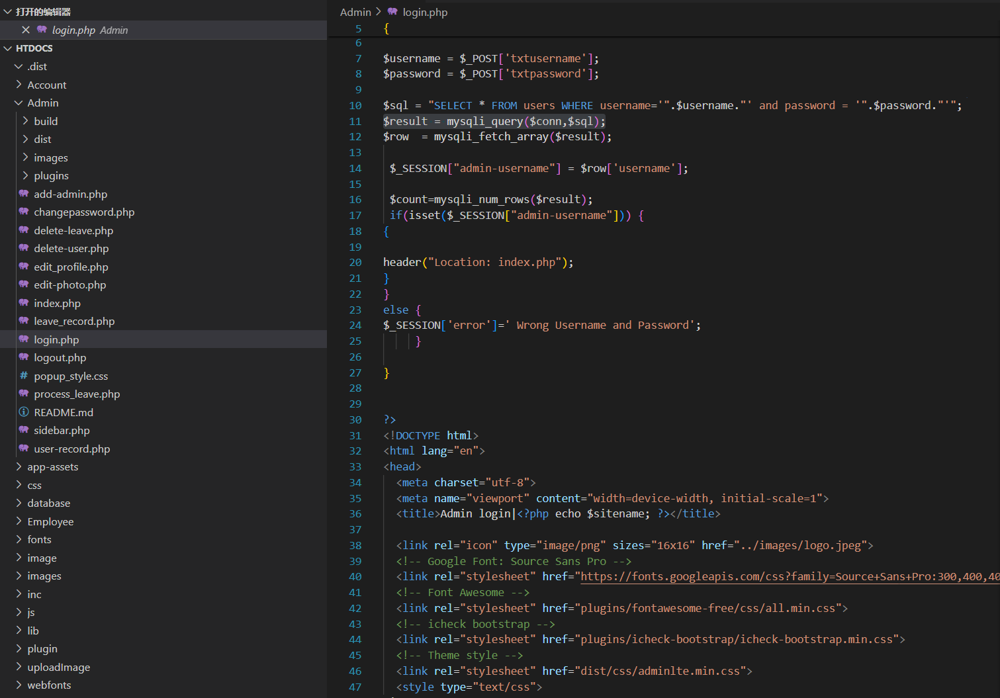 打开的编辑器
login.php Admin
HTDOCS
.dist
Account
Admin
build
dist
images
plugins
add-admin.php
changepassword.php
delete-leave.php
delete-user.php
edit_profile.php
edit-photo.php
index.php
leave_record.php
login.php
logout.php
popup_style.css
process_leave.php
README.md
sidebar.php
user-record.php
app-assets
css
database
Employee
fonts
image
images
inc
js
lib
plugin
uploadImage
webfonts
Admin > login.php
5 {
6
7 $username = $_POST['txtusername'];
8 $password = $_POST['txtpassword'];
9
10 $sql = "SELECT * FROM users WHERE username='".$username."' and password = '".$password."'";
11 $result = mysqli_query($conn,$sql);
12 $row  = mysqli_fetch_array($result);
13
14 $_SESSION["admin-username"] = $row['username'];
15
16 $count=mysqli_num_rows($result);
17 if(isset($_SESSION["admin-username"])) {
18 {
19
20 header("Location: index.php");
21 }
22 }
23 else {
24 $_SESSION['error']=' Wrong Username and Password';
25 }
26
27 }
28
29
30 ?>
31 <!DOCTYPE html>
32 <html lang="en">
33 <head>
34 <meta charset="utf-8">
35 <meta name="viewport" content="width=device-width, initial-scale=1">
36 <title>Admin login|<?php echo $sitename; ?></title>
37
38 <link rel="icon" type="image/png" sizes="16x16" href="../images/logo.jpeg">
39 <!-- Google Font: Source Sans Pro -->
40 <link rel="stylesheet" href="https://fonts.googleapis.com/css?family=Source+Sans+Pro:300,400,40
41 <!-- Font Awesome -->
42 <link rel="stylesheet" href="plugins/fontawesome-free/css/all.min.css">
43 <!-- icheck bootstrap -->
44 <link rel="stylesheet" href="plugins/icheck-bootstrap/icheck-bootstrap.min.css">
45 <!-- Theme style -->
46 <link rel="stylesheet" href="dist/css/adminlte.min.css">
47 <style type="text/css">